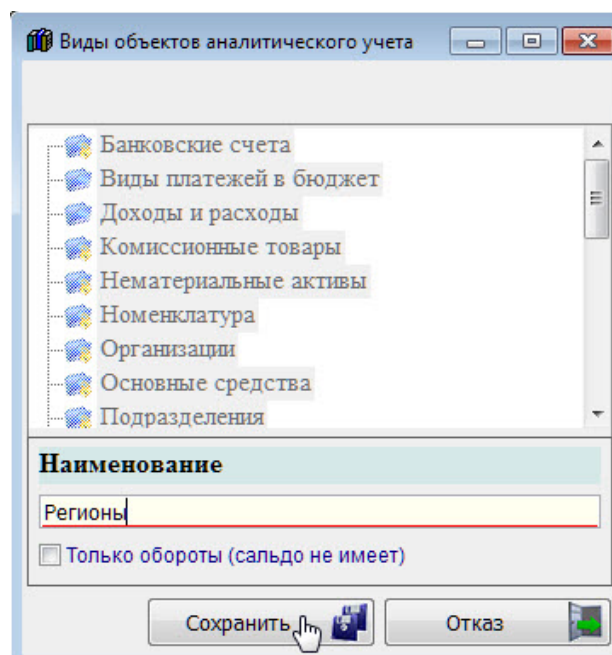 Виды объектов аналитического учета
Банковские счета
Виды платежей в бюджет
Доходы и расходы
Комиссионные товары
Нематериальные активы
Номенклатура
Организации
Основные средства
Подразделения
Наименование
Регионы
Только обороты (сальдо не имеет)
Сохранить Отказ